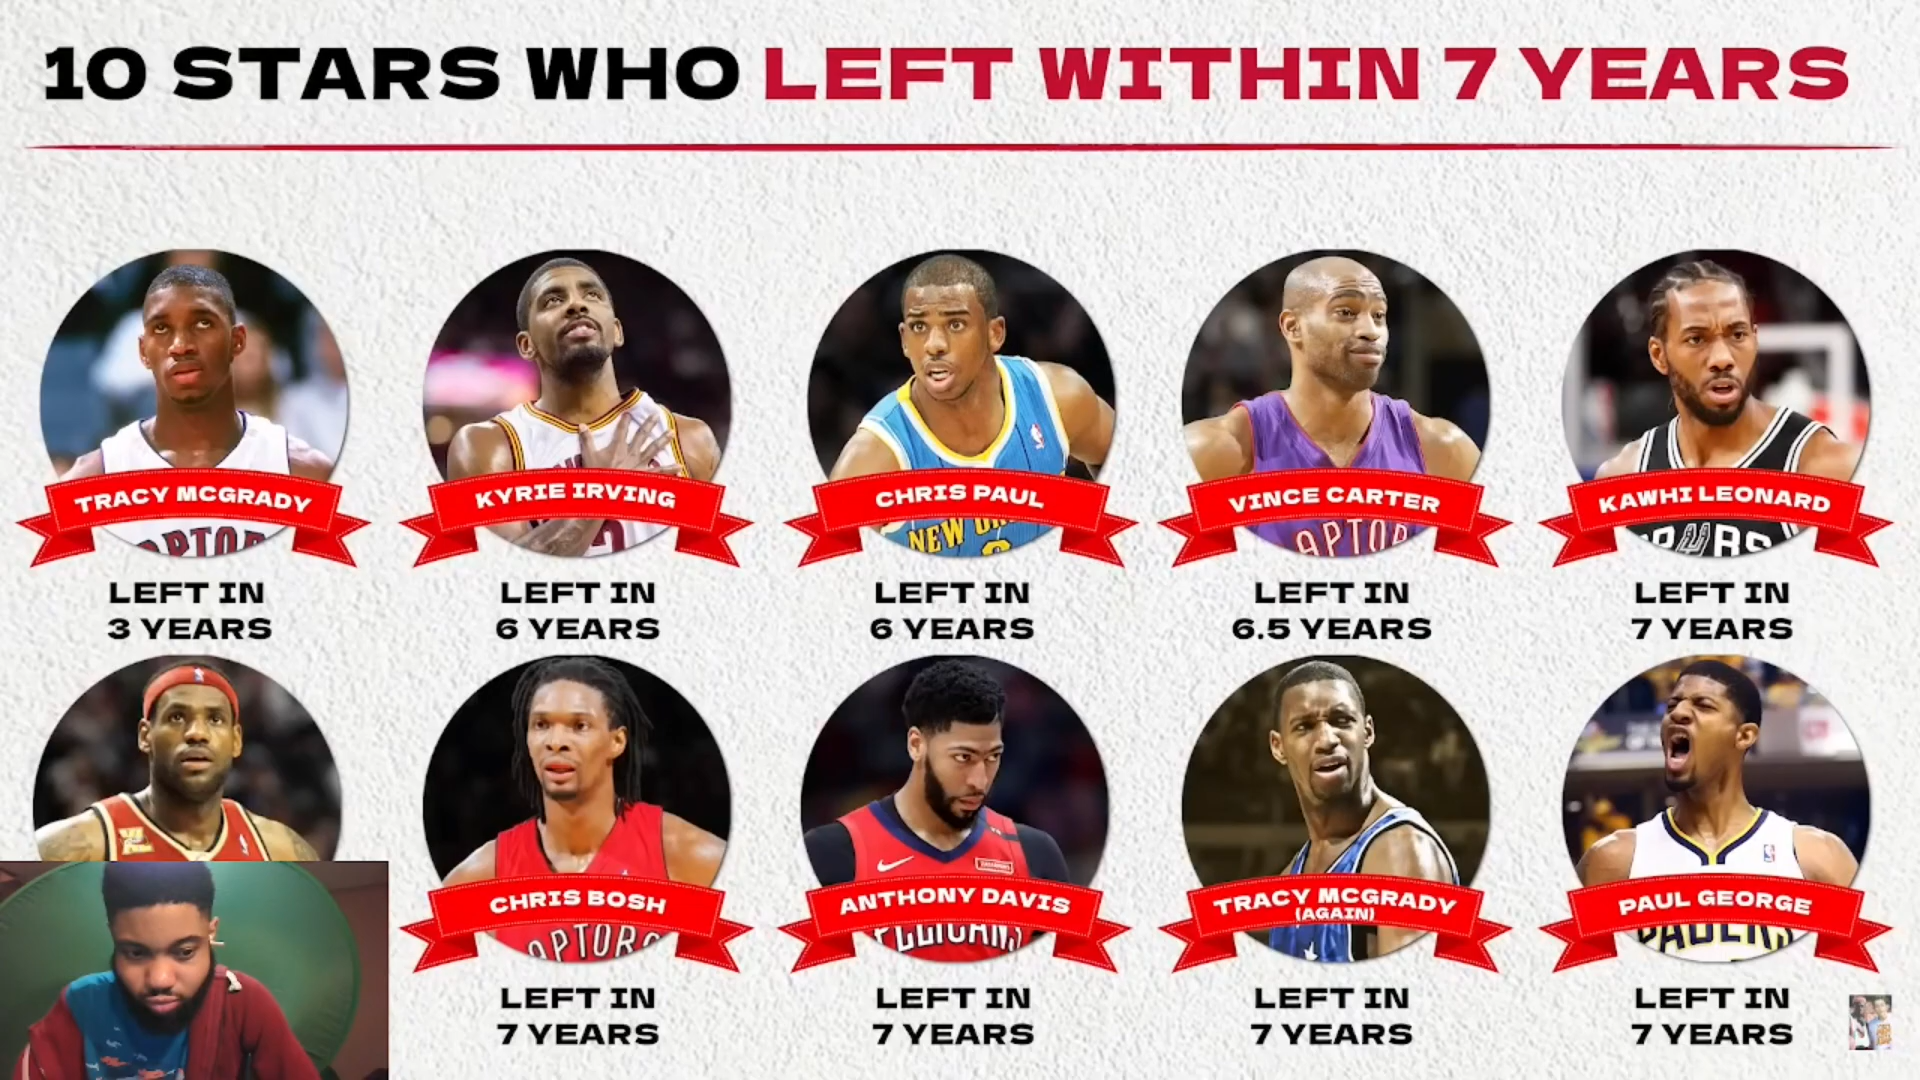 10 STARS WHO LEFT WITHIN 7 YEARS
TRACY MCGRADY
KYRIE IRVING
CHRIS PAUL
VINCE CARTER
KAWHI LEONARD
NEW
APTOR
LEFT IN
3 YEARS
LEFT IN
6 YEARS
LEFT IN
6 YEARS
LEFT IN
6.5 YEARS
LEFT IN
7 YEARS
CHRIS BOSH
ANTHONY DAVIS
TRACY MCGRADY
(AGAIN)
PAUL GEORGE
APTOR
LEFT IN
7 YEARS
LEFT IN
7 YEARS
LEFT IN
7 YEARS
LEFT IN
7 YEARS